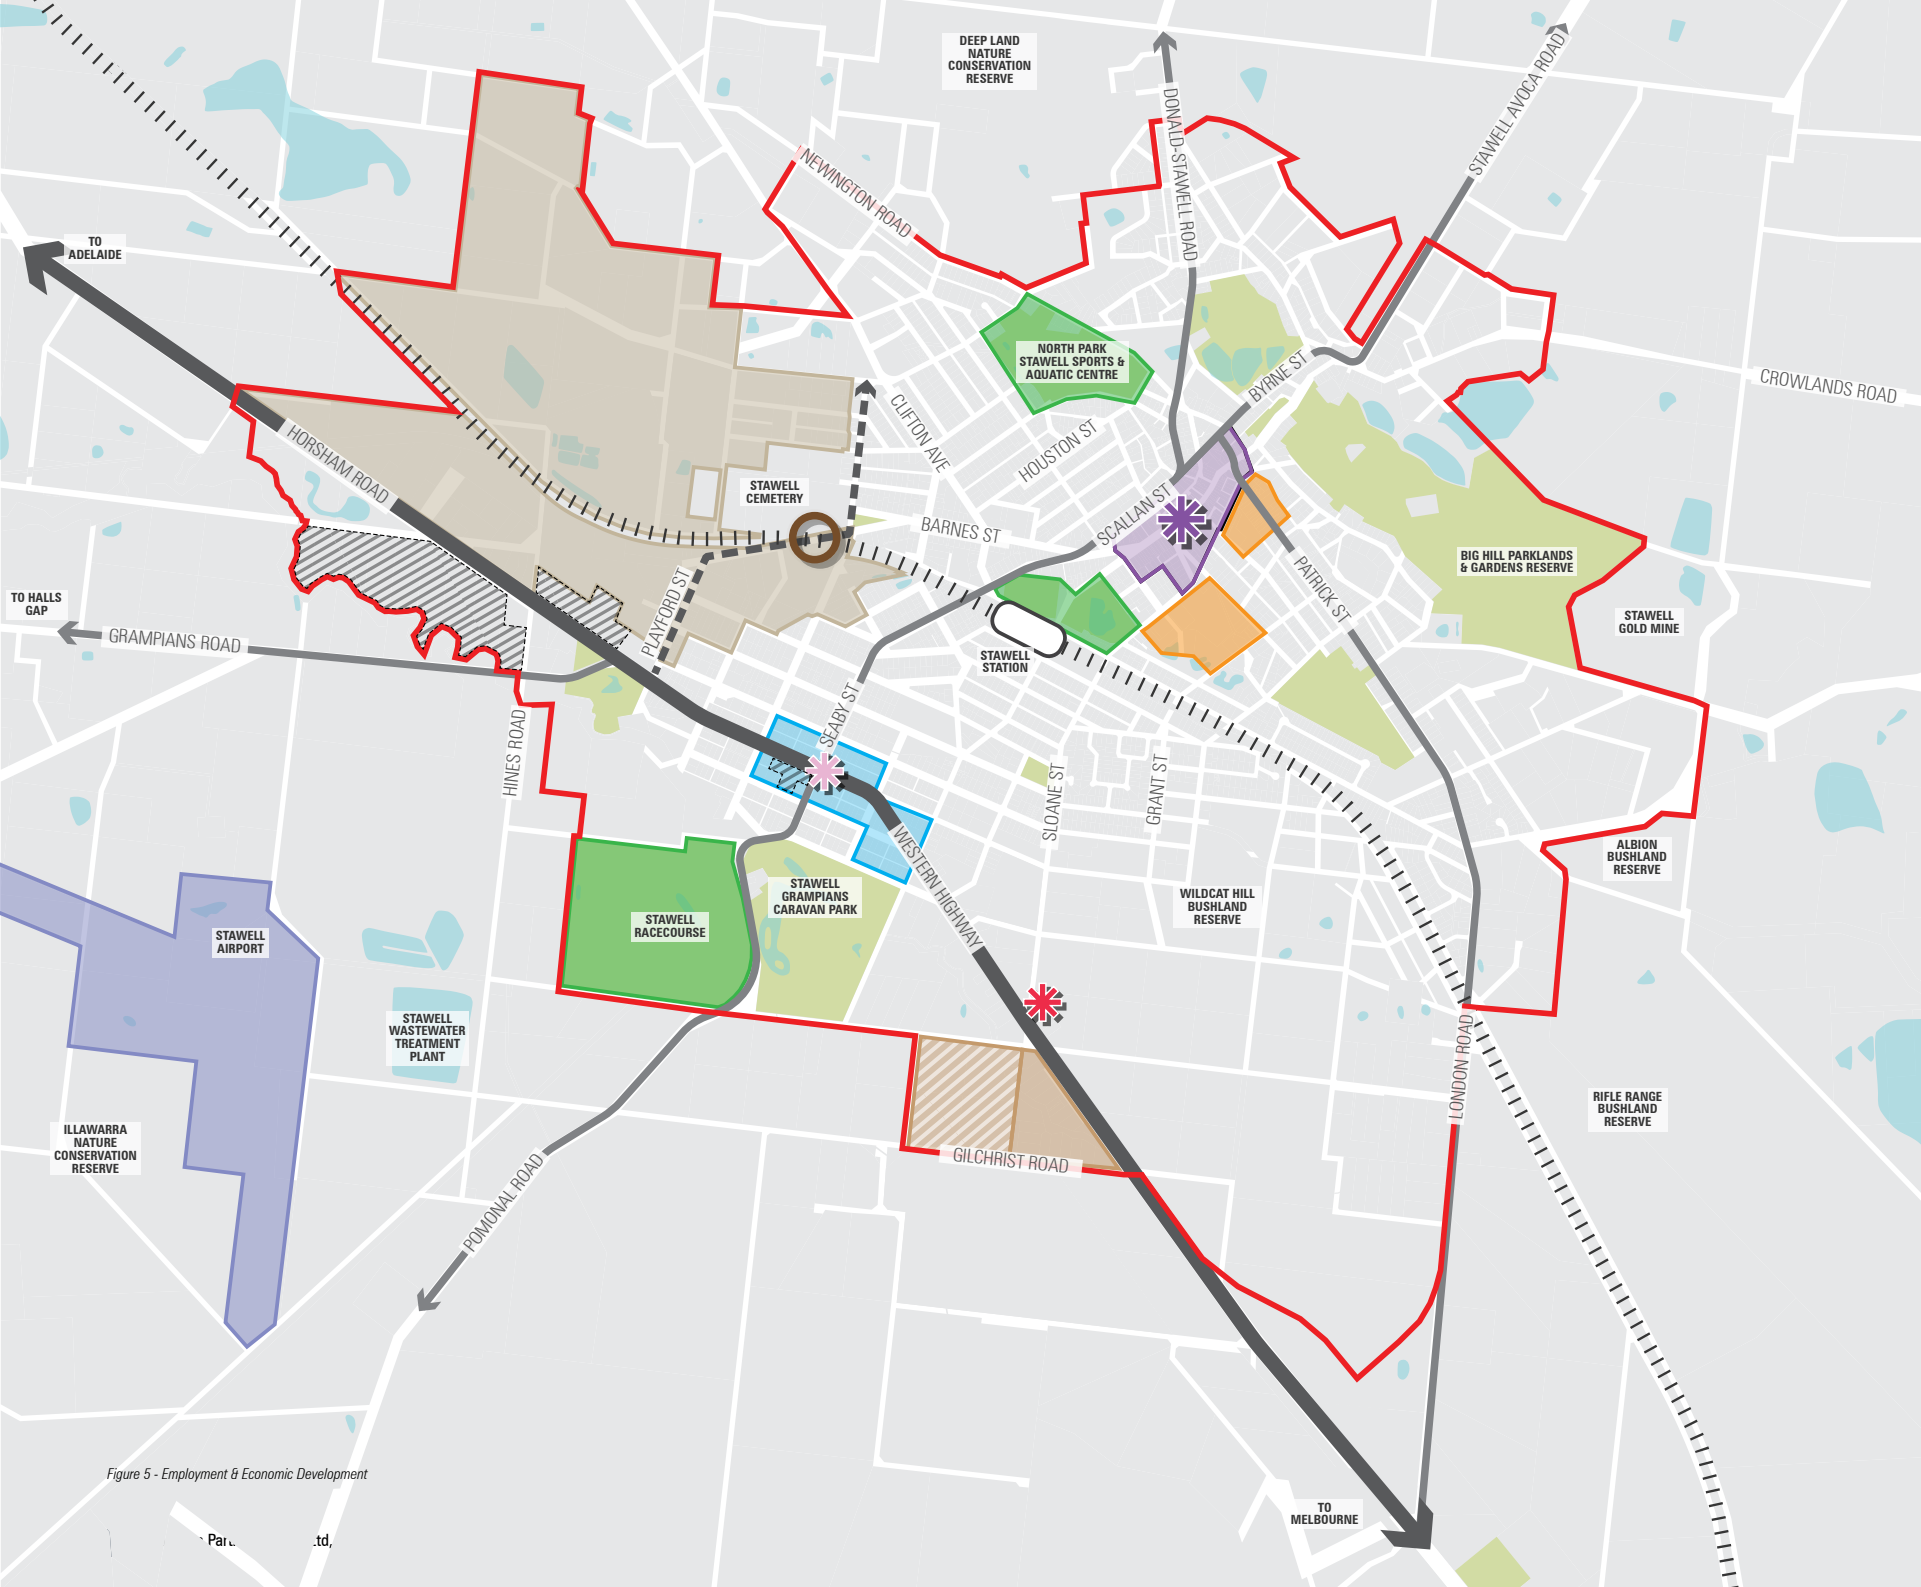 DEEP LAND
NATURE
CONSERVATION
RESERVE
DONALD-STAWELL ROAD
STAWELL AVOCA ROAD
NEWINGTON ROAD
TO
ADELAIDE
NORTH PARK
STAWELL SPORTS &
AQUATIC CENTRE
BYRNE ST
CROWLANDS ROAD
CLIFTON AVE
HOUSTON ST
HORSHAM ROAD
STAWELL
CEMETERY
SCALLAN ST
BARNES ST
BIG HILL PARKLANDS
& GARDENS RESERVE
PATRICK ST
TO HALLS
GAP
GRAMPIANS ROAD
PLAYFORD ST
STAWELL
GOLD MINE
STAWELL
STATION
SEABY ST
HINES ROAD
SLOANE ST
GRANT ST
WESTERN HIGHWAY
ALBION
BUSHLAND
RESERVE
STAWELL
GRAMPIANS
CARAVAN PARK
WILDCAT HILL
BUSHLAND
RESERVE
STAWELL
RACECOURSE
STAWELL
AIRPORT
STAWELL
WASTEWATER
TREATMENT
PLANT
LONDON ROAD
RIFLE RANGE
BUSHLAND
RESERVE
ILLAWARRA
NATURE
CONSERVATION
RESERVE
GILCHRIST ROAD
POMONAL ROAD
Figure 5 - Employment & Economic Development
TO
MELBOURNE